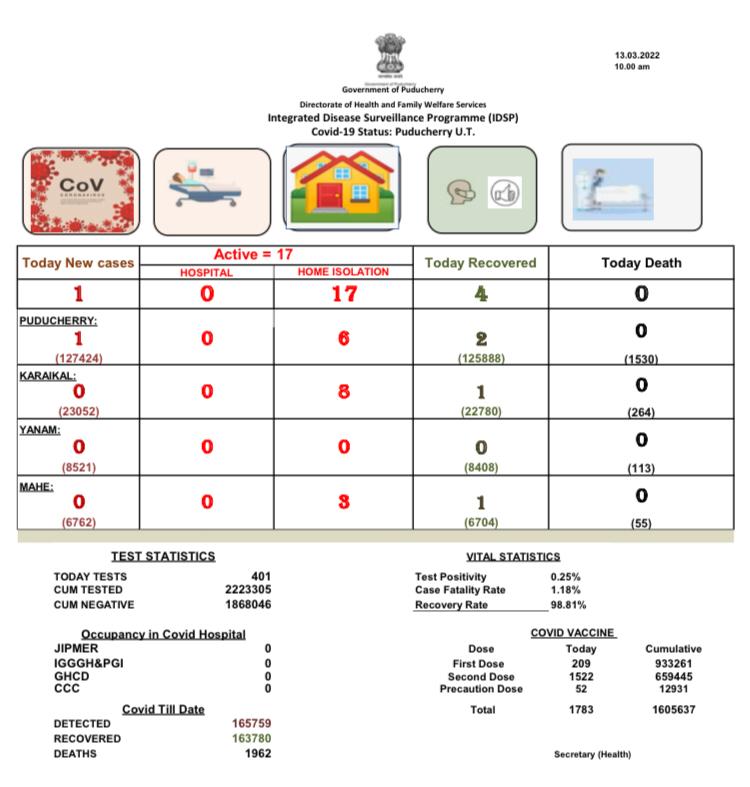 13.03.2022
10.00 am
Government of Puducherry
Government of Puducherry
Directorate of Health and Family Welfare Services
Integrated Disease Surveillance Programme (IDSP)
Covid-19 Status: Puducherry U.T.
CoV
CORONAVIRUS
Today New cases
Active = 17
HOSPITAL
HOME ISOLATION
Today Recovered
Today Death
1 0 17 4 0
PUDUCHERRY:
1 0 6 2 0
(127424) (125888) (1530)
KARAIKAL:
0 0 8 1 0
(23052) (22780) (264)
YANAM:
0 0 0 0 0
(8521) (8408) (113)
MAHE:
0 0 3 1 0
(6762) (6704) (55)
TEST STATISTICS
TODAY TESTS 401
CUM TESTED 2223305
CUM NEGATIVE 1868046
VITAL STATISTICS
Test Positivity 0.25%
Case Fatality Rate 1.18%
Recovery Rate 98.81%
Occupancy in Covid Hospital
JIPMER 0
IGGGH&PGI 0
GHCD 0
CCC 0
COVID VACCINE
Dose Today Cumulative
First Dose 209 933261
Second Dose 1522 659445
Precaution Dose 52 12931
Total 1783 1605637
Covid Till Date
DETECTED 165759
RECOVERED 163780
DEATHS 1962
Secretary (Health)